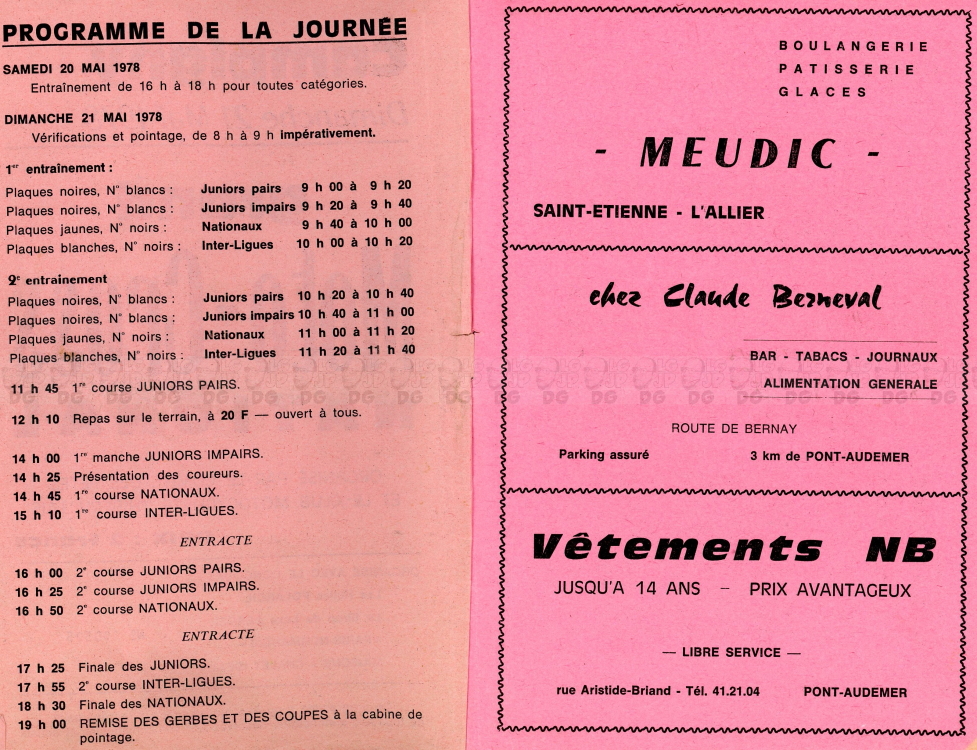 PROGRAMME DE LA JOURNÉE
SAMEDI 20 MAI 1978
Entraînement de 16 h à 18 h pour toutes catégories.
DIMANCHE 21 MAI 1978
Vérifications et pointage, de 8 h à 9 h impérativement.
1er entraînement :
Plaques noires, N° blancs : Juniors pairs 9 h 00 à 9 h 20
Plaques noires, N° blancs : Juniors impairs 9 h 20 à 9 h 40
Plaques jaunes, N° noirs : Nationaux 9 h 40 à 10 h 00
Plaques blanches, N° noirs : Inter-Ligues 10 h 00 à 10 h 20
2e entrainement
Plaques noires, N° blancs : Juniors pairs 10 h 20 à 10 h 40
Plaques noires, N° blancs : Juniors impairs 10 h 40 à 11 h 00
Plaques jaunes, N° noirs : Nationaux 11 h 00 à 11 h 20
Plaques blanches, N° noirs : Inter-Ligues 11 h 20 à 11 h 40
11 h 45 1re course JUNIORS PAIRS.
12 h 10 Repas sur le terrain, à 20 F — ouvert à tous.
14 h 00 1re manche JUNIORS IMPAIRS.
14 h 25 Présentation des coureurs.
14 h 45 1re course NATIONAUX.
15 h 10 1re course INTER-LIGUES.
ENTRACTE
16 h 00 2e course JUNIORS PAIRS.
16 h 25 2e course JUNIORS IMPAIRS.
16 h 50 2e course NATIONAUX.
ENTRACTE
17 h 25 Finale des JUNIORS.
17 h 55 2e course INTER-LIGUES.
18 h 30 Finale des NATIONAUX.
19 h 00 REMISE DES GERBES ET DES COUPES à la cabine de
pointage.
BOULANGERIE
PATISSERIE
GLACES
- MEUDIC -
SAINT-ETIENNE - L'ALLIER
chez Claude Berneval
BAR - TABACS - JOURNAUX
ALIMENTATION GENERALE
ROUTE DE BERNAY
Parking assuré 3 km de PONT-AUDEMER
Vêtements NB
JUSQU'A 14 ANS – PRIX AVANTAGEUX
— LIBRE SERVICE —
rue Aristide-Briand - Tél. 41.21.04 PONT-AUDEMER